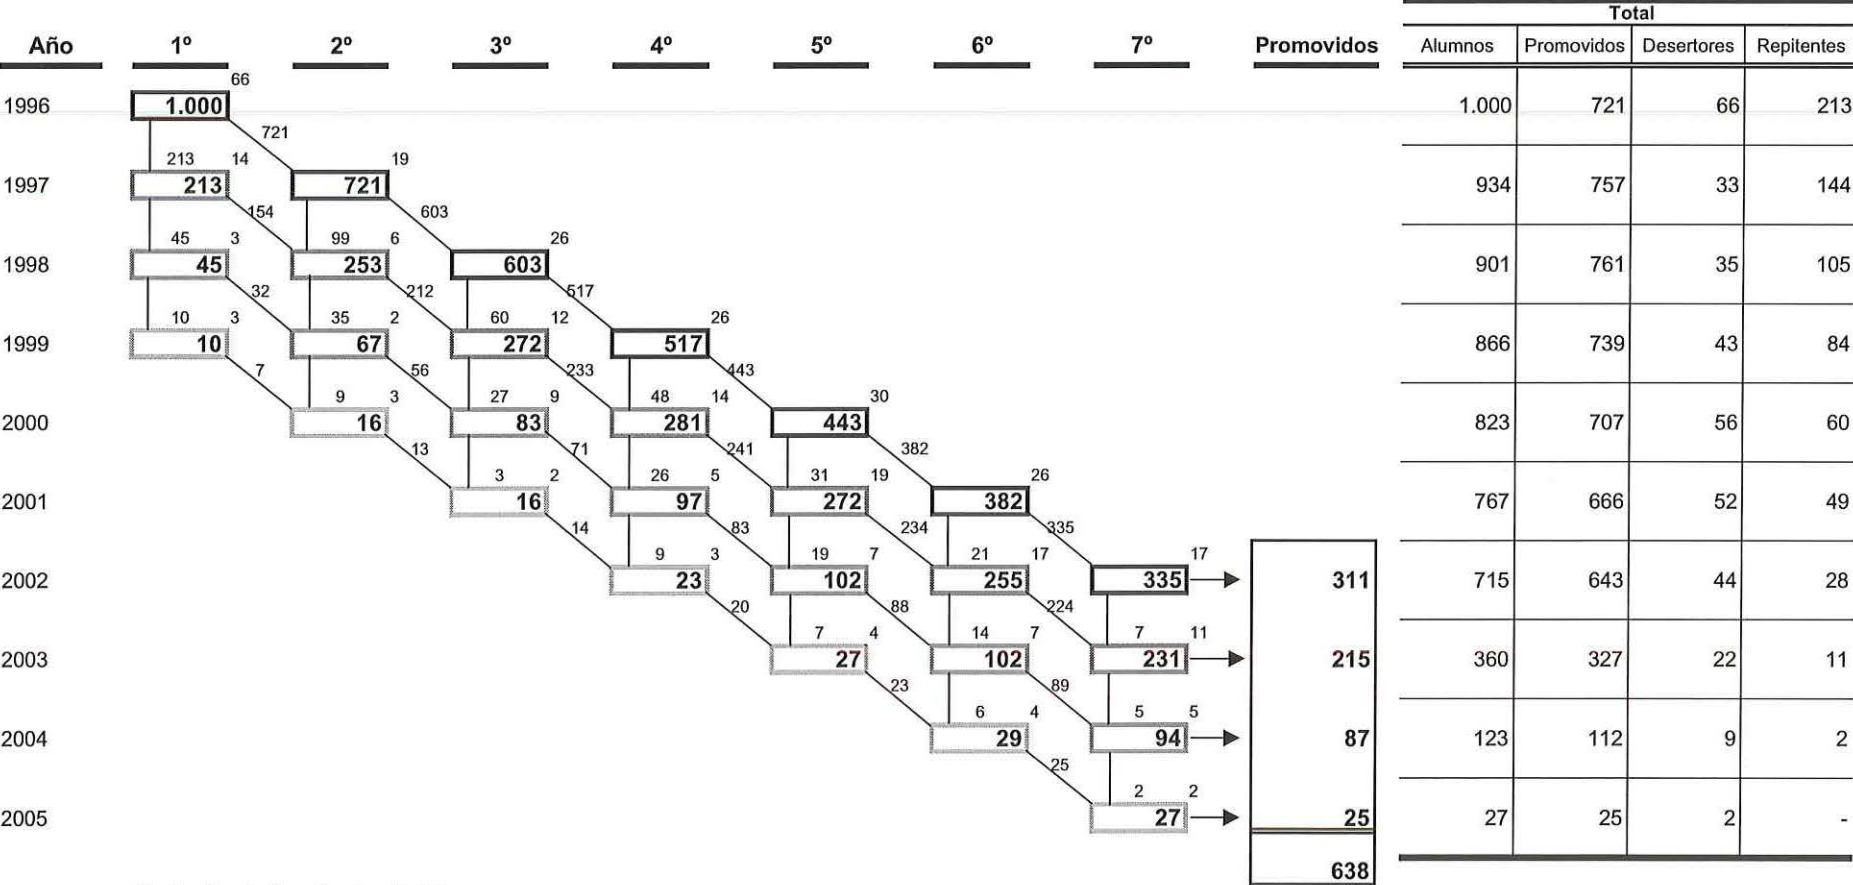 Total
Año 1º 2º 3º 4º 5º 6º 7º Promovidos Alumnos Promovidos Desertores Repitentes
66
1996 1.000 1.000 721 66 213
721
213 14 19
1997 213 721 934 757 33 144
154 603
45 3 99 6 26
1998 45 253 603 901 761 35 105
32 212 517
10 3 35 2 60 12 26
1999 10 67 272 517 866 739 43 84
7 56 233 443
9 3 27 9 48 14 30
2000 16 83 281 443 823 707 56 60
13 71 241 382
3 2 26 5 31 19 26
2001 16 97 272 382 767 666 52 49
14 83 234 335
9 3 19 7 21 17 17
2002 23 102 255 335 311 715 643 44 28
20 88 224
7 4 14 7 7 11
2003 27 102 231 215 360 327 22 11
23 89
6 4 5 5
2004 29 94 87 123 112 9 2
25
2 2
2005 27 25 27 25 2 -
638